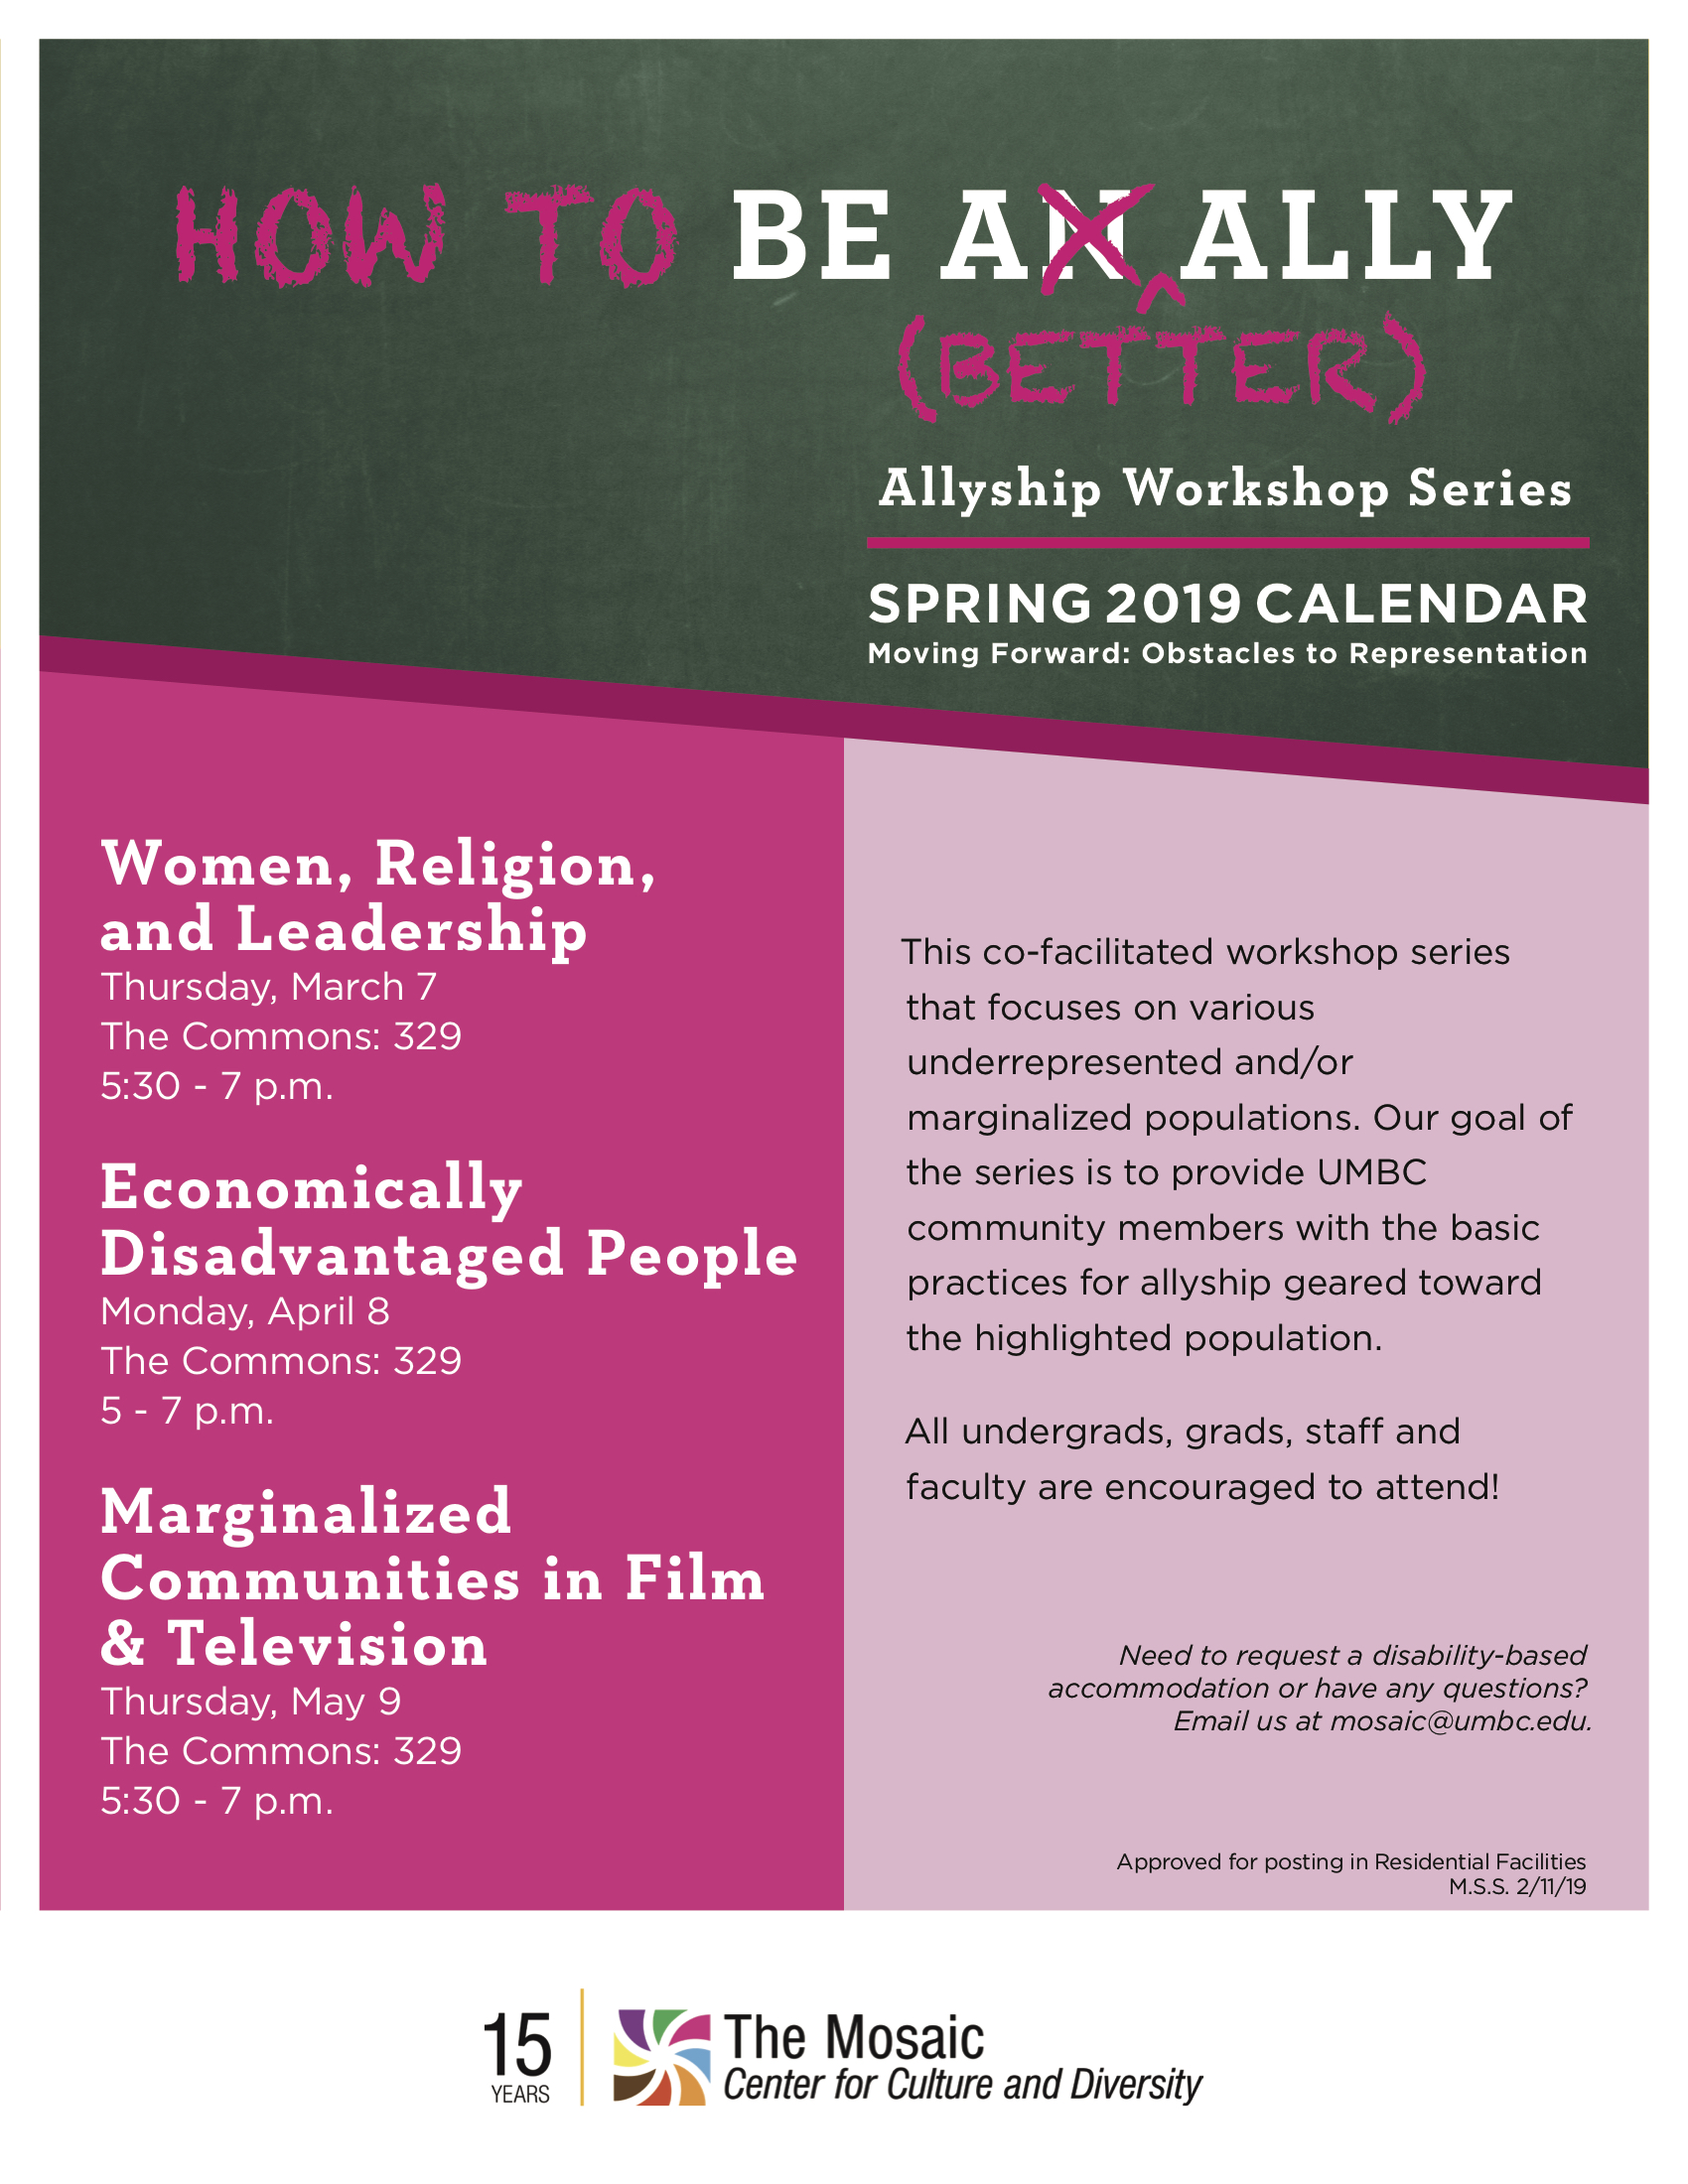 HOW TO BE AN ALLY
(BETTER)
Allyship Workshop Series
SPRING 2019 CALENDAR
Moving Forward: Obstacles to Representation
Women, Religion,
and Leadership
Thursday, March 7
The Commons: 329
5:30 - 7 p.m.
Economically
Disadvantaged People
Monday, April 8
The Commons: 329
5 - 7 p.m.
Marginalized
Communities in Film
& Television
Thursday, May 9
The Commons: 329
5:30 - 7 p.m.
This co-facilitated workshop series
that focuses on various
underrepresented and/or
marginalized populations. Our goal of
the series is to provide UMBC
community members with the basic
practices for allyship geared toward
the highlighted population.
All undergrads, grads, staff and
faculty are encouraged to attend!
Need to request a disability-based
accommodation or have any questions?
Email us at mosaic@umbc.edu.
Approved for posting in Residential Facilities
M.S.S. 2/11/19
15
YEARS
The Mosaic
Center for Culture and Diversity